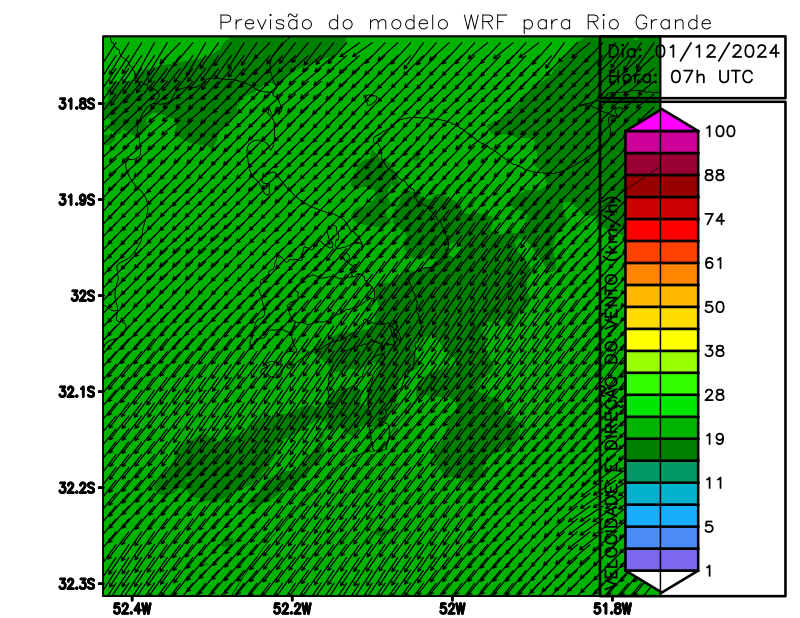 Previsão do modelo WRF para Rio Grande
Dia: 01/12/2024
Hora: 07h UTC
31.8S
31.9S
32S
32.1S
32.2S
32.3S
52.4W
52.2W
52W
51.8W
VELOCIDADE E DIREÇÃO DO VENTO (km/h)
100
88
74
61
50
38
28
19
11
5
1